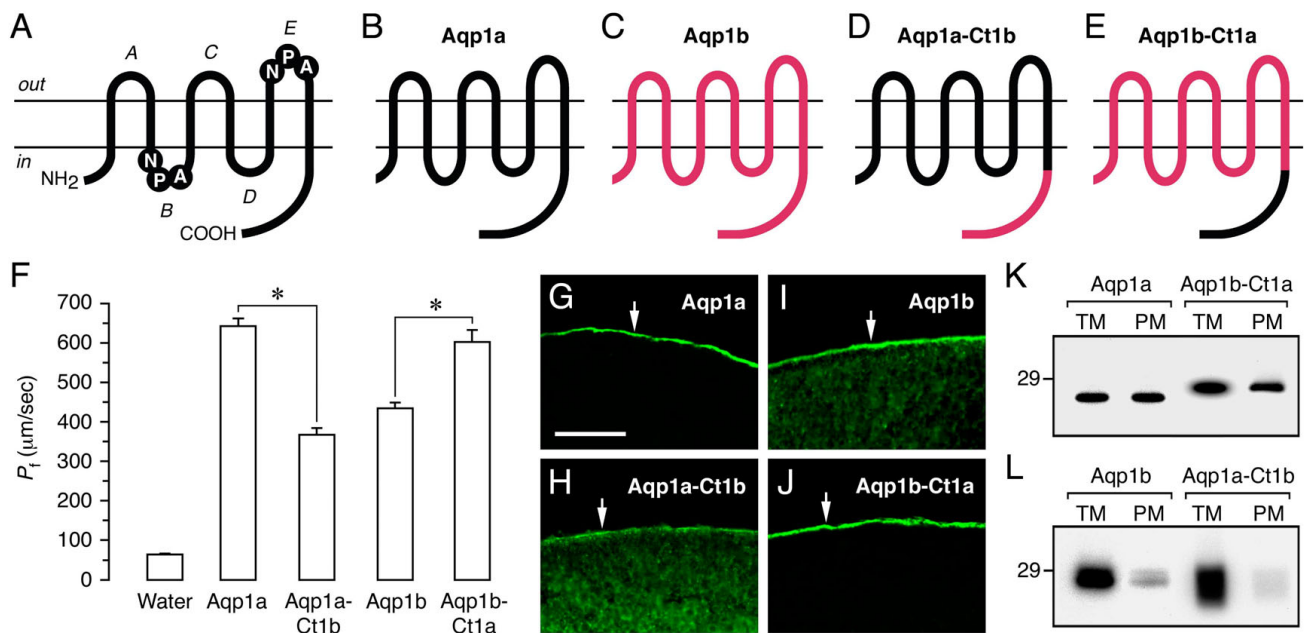 A
A
C
E
N P A
out
in
NH2
N P A
B
D
COOH
B
Aqp1a
C
Aqp1b
D
Aqp1a-Ct1b
E
Aqp1b-Ct1a
F
Pf (µm/sec)
700
600
500
400
300
200
100
0
*
*
Water
Aqp1a
Aqp1a-
Ct1b
Aqp1b
Aqp1b-
Ct1a
G
Aqp1a
H
Aqp1a-Ct1b
I
Aqp1b
J
Aqp1b-Ct1a
K
Aqp1a Aqp1b-Ct1a
TM PM TM PM
29
L
Aqp1b Aqp1a-Ct1b
TM PM TM PM
29